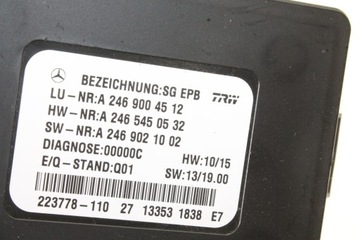 BEZEICHNUNG:SG EPB
TRW
LU-NR:A 246 900 45 12
HW-NR:A 246 545 05 32
SW-NR:A 246 902 10 02
DIAGNOSE:00000C
HW:10/15
E/Q-STAND:Q01
SW:13/19.00
223778-110 27 13353 1838 E7